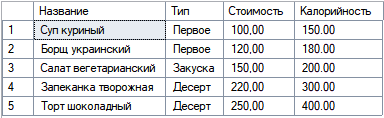 Название Тип Стоимость Калорийность
1 Суп куриный Первое 100,00 150.00
2 Борщ украинский Первое 120,00 180.00
3 Салат вегетарианский Закуска 150,00 200.00
4 Запеканка творожная Десерт 220,00 300.00
5 Торт шоколадный Десерт 250,00 400.00